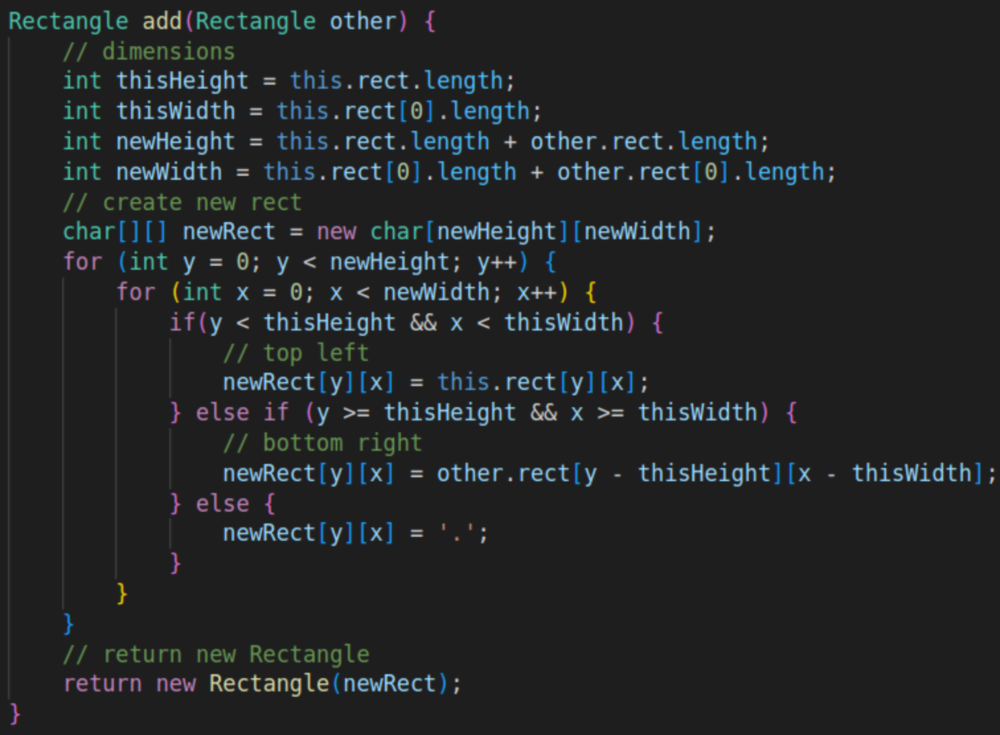 Rectangle add(Rectangle other) {
    // dimensions
    int thisHeight = this.rect.length;
    int thisWidth = this.rect[0].length;
    int newHeight = this.rect.length + other.rect.length;
    int newWidth = this.rect[0].length + other.rect[0].length;
    // create new rect
    char[][] newRect = new char[newHeight][newWidth];
    for (int y = 0; y < newHeight; y++) {
        for (int x = 0; x < newWidth; x++) {
            if(y < thisHeight && x < thisWidth) {
                // top left
                newRect[y][x] = this.rect[y][x];
            } else if (y >= thisHeight && x >= thisWidth) {
                // bottom right
                newRect[y][x] = other.rect[y - thisHeight][x - thisWidth];
            } else {
                newRect[y][x] = '.';
            }
        }
    }
    // return new Rectangle
    return new Rectangle(newRect);
}